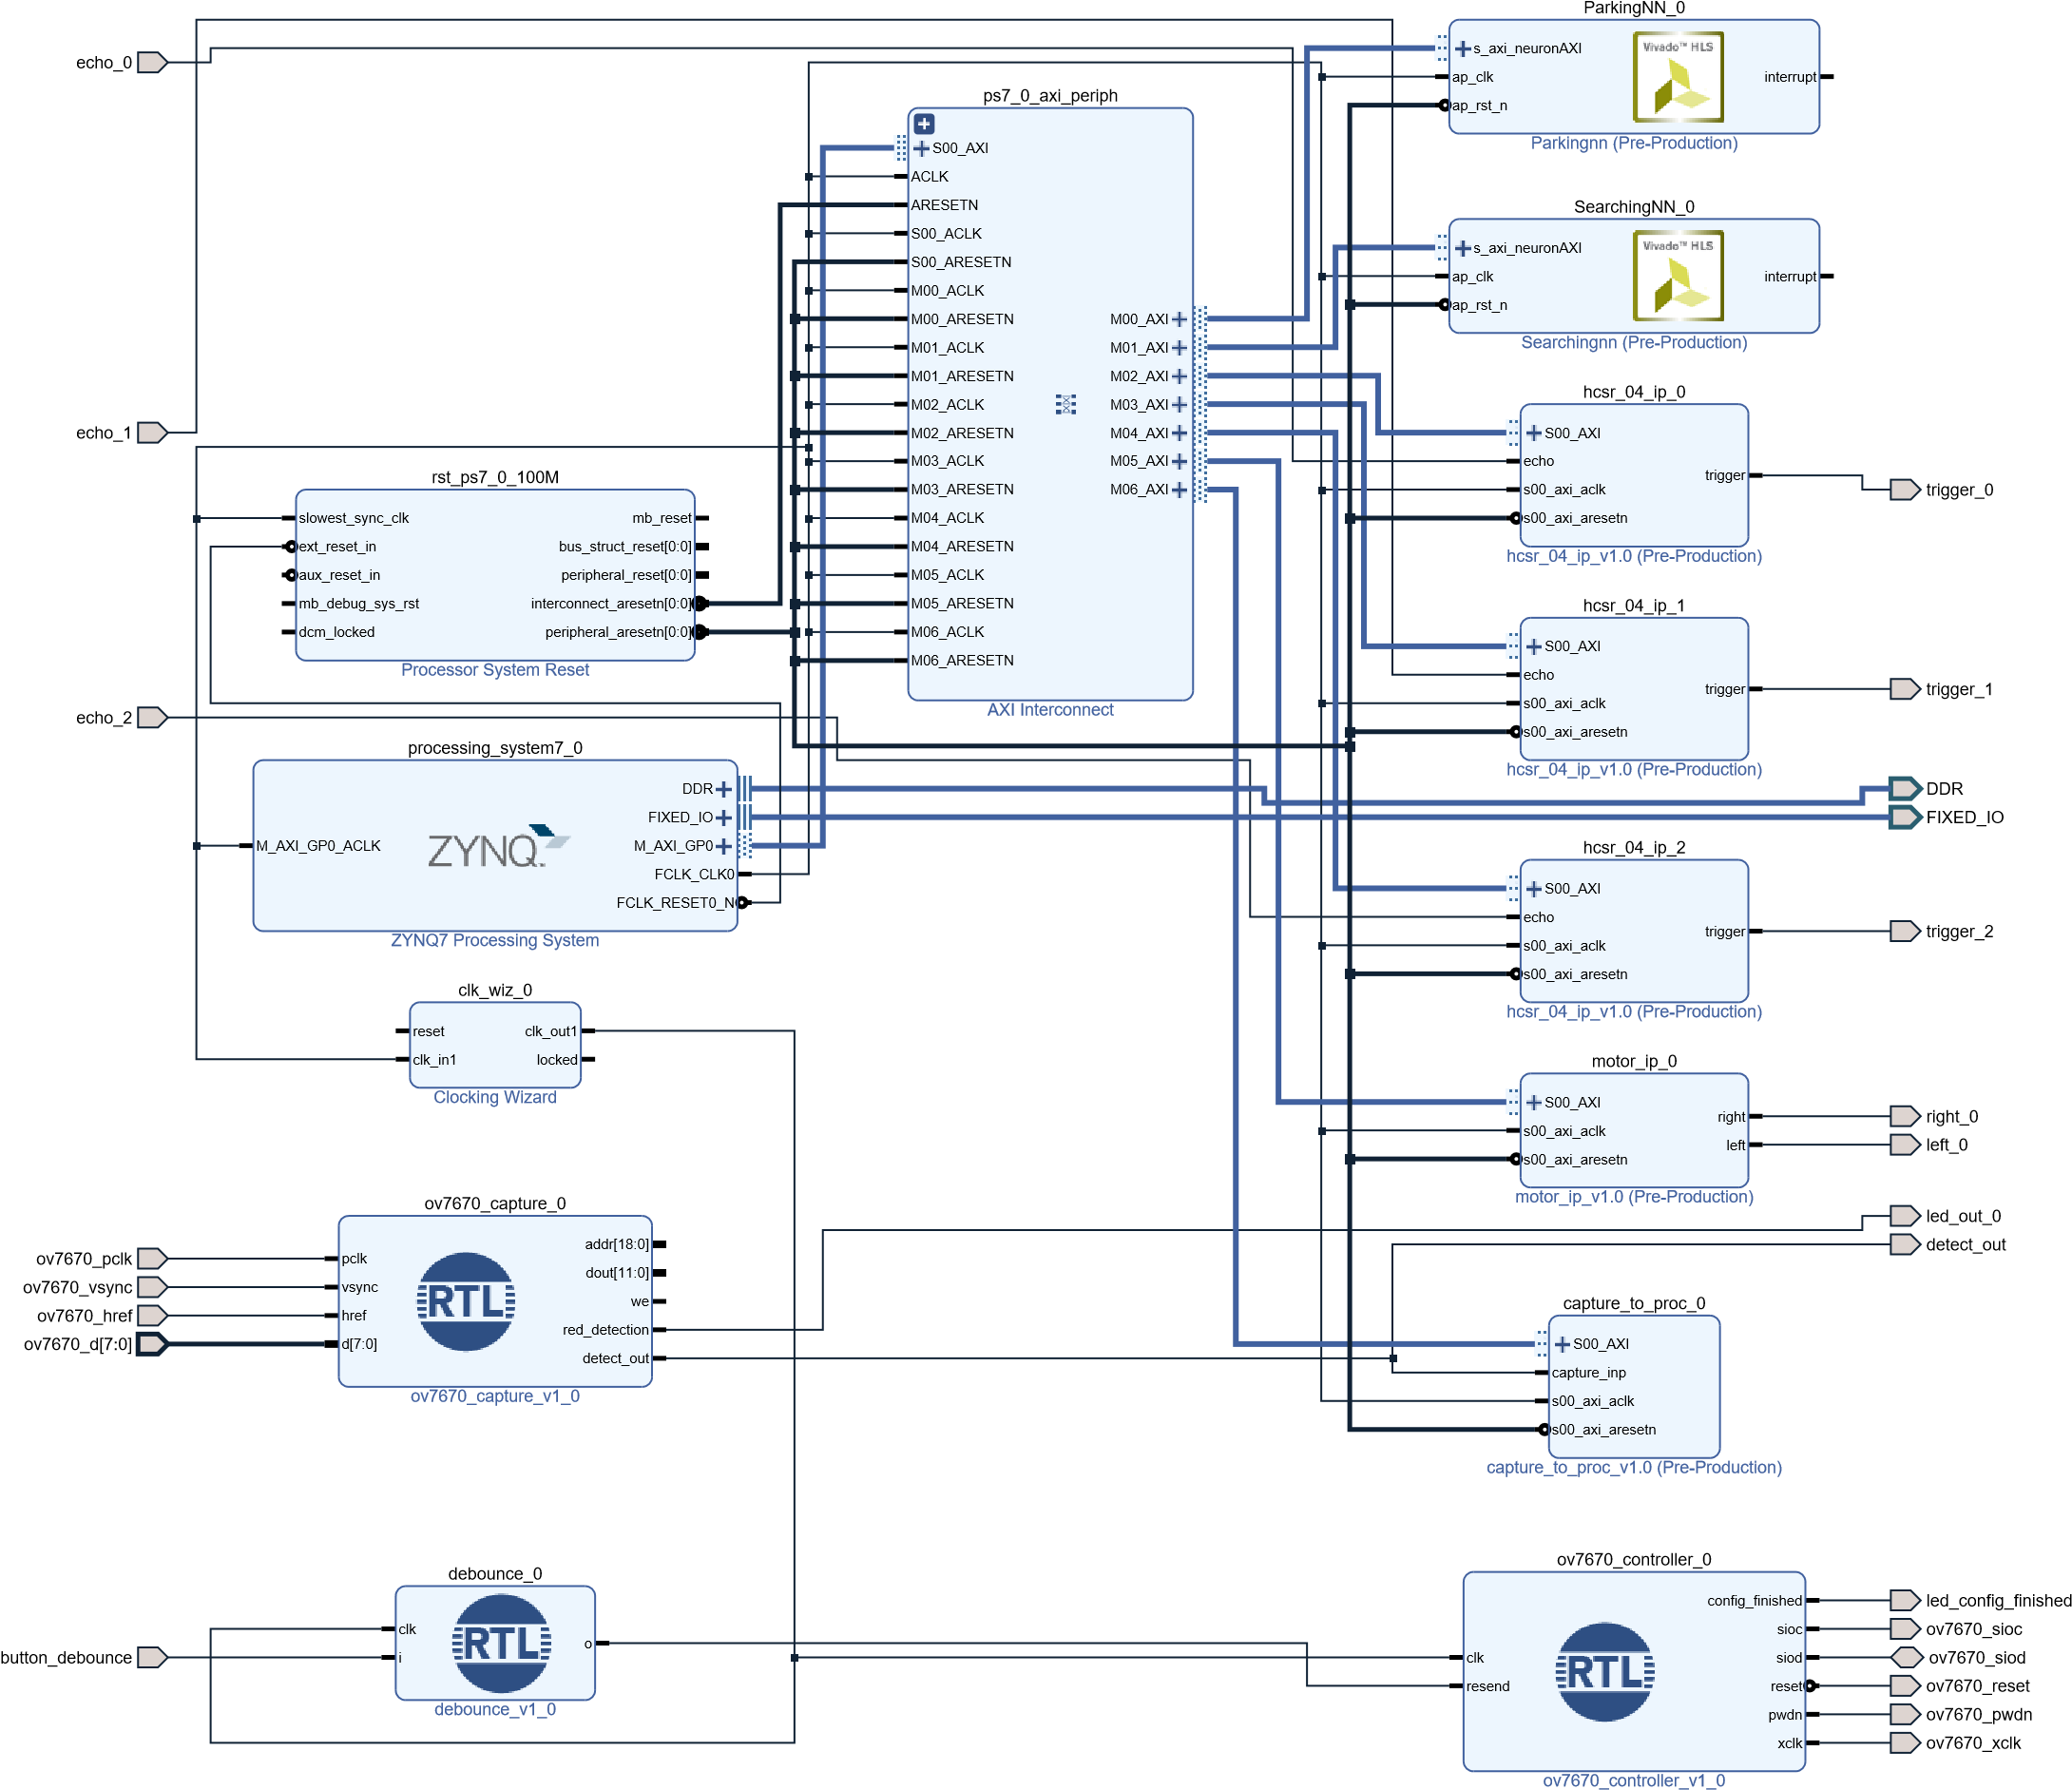 echo_0
echo_1
echo_2
ParkingNN_0
s_axi_neuronAXI
ap_clk
ap_rst_n
Vivado™ HLS
interrupt
Parkingnn (Pre-Production)
SearchingNN_0
s_axi_neuronAXI
ap_clk
ap_rst_n
Vivado™ HLS
interrupt
Searchingnn (Pre-Production)
ps7_0_axi_periph
S00_AXI
ACLK
ARESETN
S00_ACLK
S00_ARESETN
M00_ACLK
M00_ARESETN
M01_ACLK
M01_ARESETN
M02_ACLK
M02_ARESETN
M03_ACLK
M03_ARESETN
M04_ACLK
M04_ARESETN
M05_ACLK
M05_ARESETN
M06_ACLK
M06_ARESETN
M00_AXI
M01_AXI
M02_AXI
M03_AXI
M04_AXI
M05_AXI
M06_AXI
AXI Interconnect
hcsr_04_ip_0
S00_AXI
echo
s00_axi_aclk
s00_axi_aresetn
trigger
hcsr_04_ip_v1.0 (Pre-Production)
trigger_0
rst_ps7_0_100M
slowest_sync_clk
ext_reset_in
aux_reset_in
mb_debug_sys_rst
dcm_locked
mb_reset
bus_struct_reset[0:0]
peripheral_reset[0:0]
interconnect_aresetn[0:0]
peripheral_aresetn[0:0]
Processor System Reset
hcsr_04_ip_1
S00_AXI
echo
s00_axi_aclk
s00_axi_aresetn
trigger
hcsr_04_ip_v1.0 (Pre-Production)
trigger_1
processing_system7_0
M_AXI_GP0_ACLK
ZYNQ
DDR
FIXED_IO
M_AXI_GP0
FCLK_CLK0
FCLK_RESET0_N
ZYNQ7 Processing System
DDR
FIXED_IO
hcsr_04_ip_2
S00_AXI
echo
s00_axi_aclk
s00_axi_aresetn
trigger
hcsr_04_ip_v1.0 (Pre-Production)
trigger_2
clk_wiz_0
reset
clk_in1
clk_out1
locked
Clocking Wizard
motor_ip_0
S00_AXI
s00_axi_aclk
s00_axi_aresetn
right
left
motor_ip_v1.0 (Pre-Production)
right_0
left_0
led_out_0
detect_out
ov7670_pclk
ov7670_vsync
ov7670_href
ov7670_d[7:0]
ov7670_capture_0
pclk
vsync
href
d[7:0]
RTL
addr[18:0]
dout[11:0]
we
red_detection
detect_out
ov7670_capture_v1_0
capture_to_proc_0
S00_AXI
capture_inp
s00_axi_aclk
s00_axi_aresetn
capture_to_proc_v1.0 (Pre-Production)
button_debounce
debounce_0
clk
i
RTL
o
debounce_v1_0
ov7670_controller_0
clk
resend
RTL
config_finished
sioc
siod
reset
pwdn
xclk
ov7670_controller_v1_0
led_config_finished
ov7670_sioc
ov7670_siod
ov7670_reset
ov7670_pwdn
ov7670_xclk